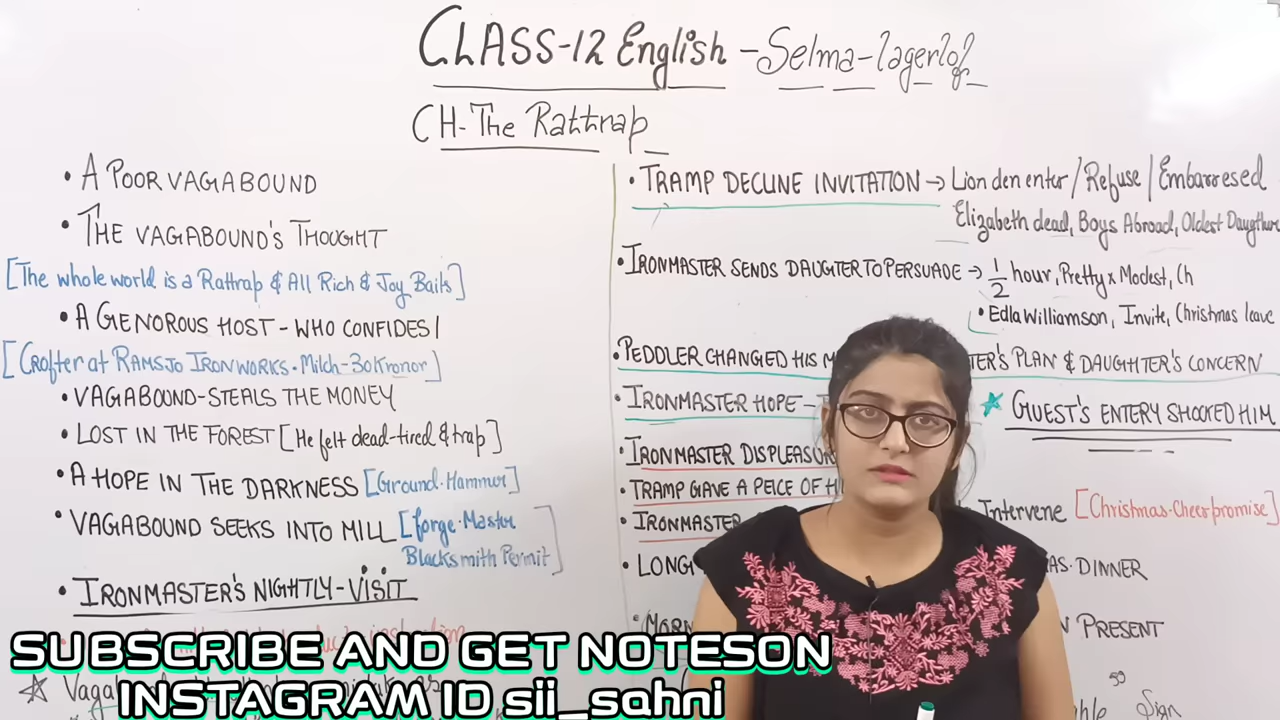 CLASS-12 English - Selma-lagerlof
CH-The Rattrap
• A POOR VAGABOUND
• THE VAGABOUND'S THOUGHT
[The whole world is a Rattrap & All Rich & Joy Baits]
• A GENOROUS HOST - WHO CONFIDES!
[Crofter at RAMSJO IRONWORKS. Milch-30Kronor]
• VAGABOUND-STEALS THE MONEY
• LOST IN THE FOREST [He felt dead-tired & trap]
• A HOPE IN THE DARKNESS [Ground-Hammer]
• VAGABOUND SEEKS INTO MILL [forge-Master
Blacksmith Permit]
• IRONMASTER'S NIGHTLY-VISIT
• TRAMP DECLINE INVITATION → Lion den enter / Refuse / Embarresed
Elizabeth dead, Boys Abroad, Oldest Daugther
• IRONMASTER SENDS DAUGHTER TO PERSUADE → 1/2 hour, Pretty x Modest, Ch
• Edla Williamson, Invite, Christmas leave
• PEDDLER CHANGED HIS M TER'S PLAN & DAUGHTER'S CONCERN
• IRONMASTER HOPE - ★ GUEST'S ENTERY SHOCKED HIM
• IRONMASTER DISPLEASUR
• TRAMP GAVE A PEICE OF
• IRONMASTER Intervene [Christmas-Cheer promise]
• LONG AS-DINNER
• MORN PRESENT
SUBSCRIBE AND GET NOTESON
INSTAGRAM ID sii_sahni
Sign